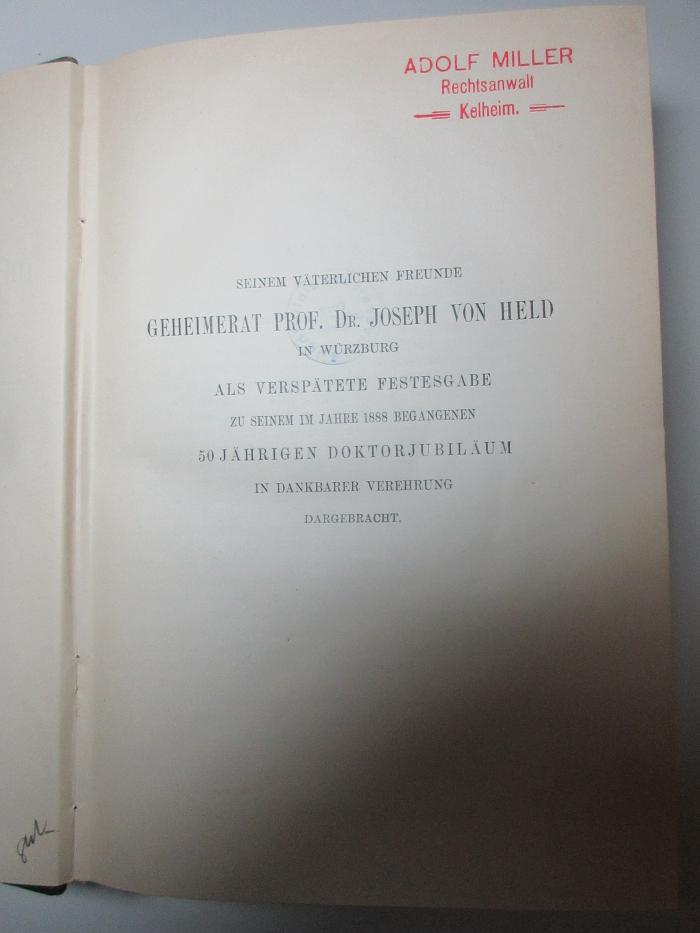 ADOLF MILLER
Rechtsanwalt
Kelheim.
SEINEM VÄTERLICHEN FREUNDE
GEHEIMERAT PROF. DR. JOSEPH VON HELD
IN WÜRZBURG
ALS VERSPÄTETE FESTESGABE
ZU SEINEM IM JAHRE 1888 BEGANGENEN
50 JÄHRIGEN DOKTORJUBILÄUM
IN DANKBARER VEREHRUNG
DARGEBRACHT.